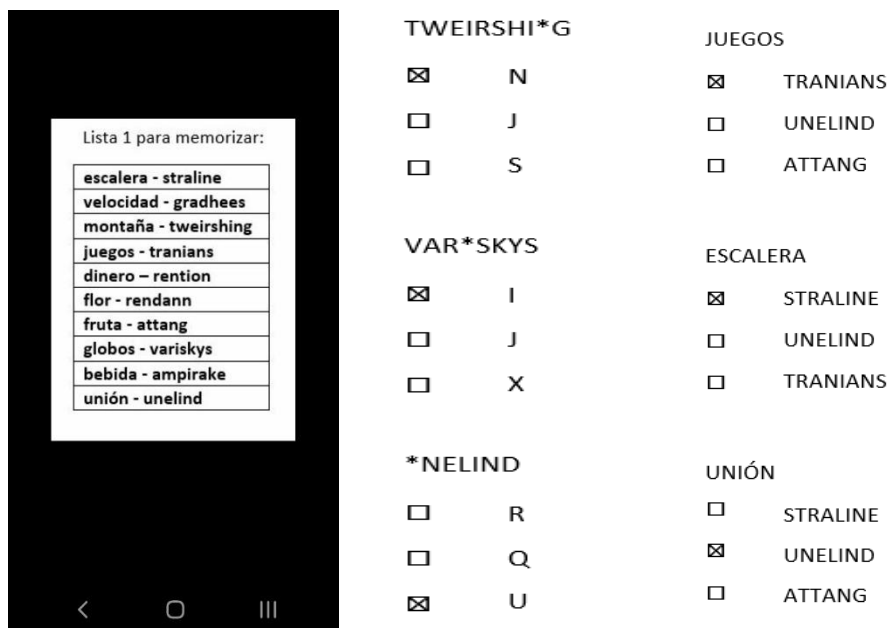 Lista 1 para memorizar:
escalera - straline
velocidad - gradhees
montaña - tweirshing
juegos - tranians
dinero – rention
flor - rendann
fruta - attang
globos - variskys
bebida - ampirake
unión - unelind
TWEIRSHI*G
☒ N
☐ J
☐ S
VAR*SKYS
☒ I
☐ J
☐ X
*NELIND
☐ R
☐ Q
☒ U
JUEGOS
☒ TRANIANS
☐ UNELIND
☐ ATTANG
ESCALERA
☒ STRALINE
☐ UNELIND
☐ TRANIANS
UNIÓN
☐ STRALINE
☒ UNELIND
☐ ATTANG